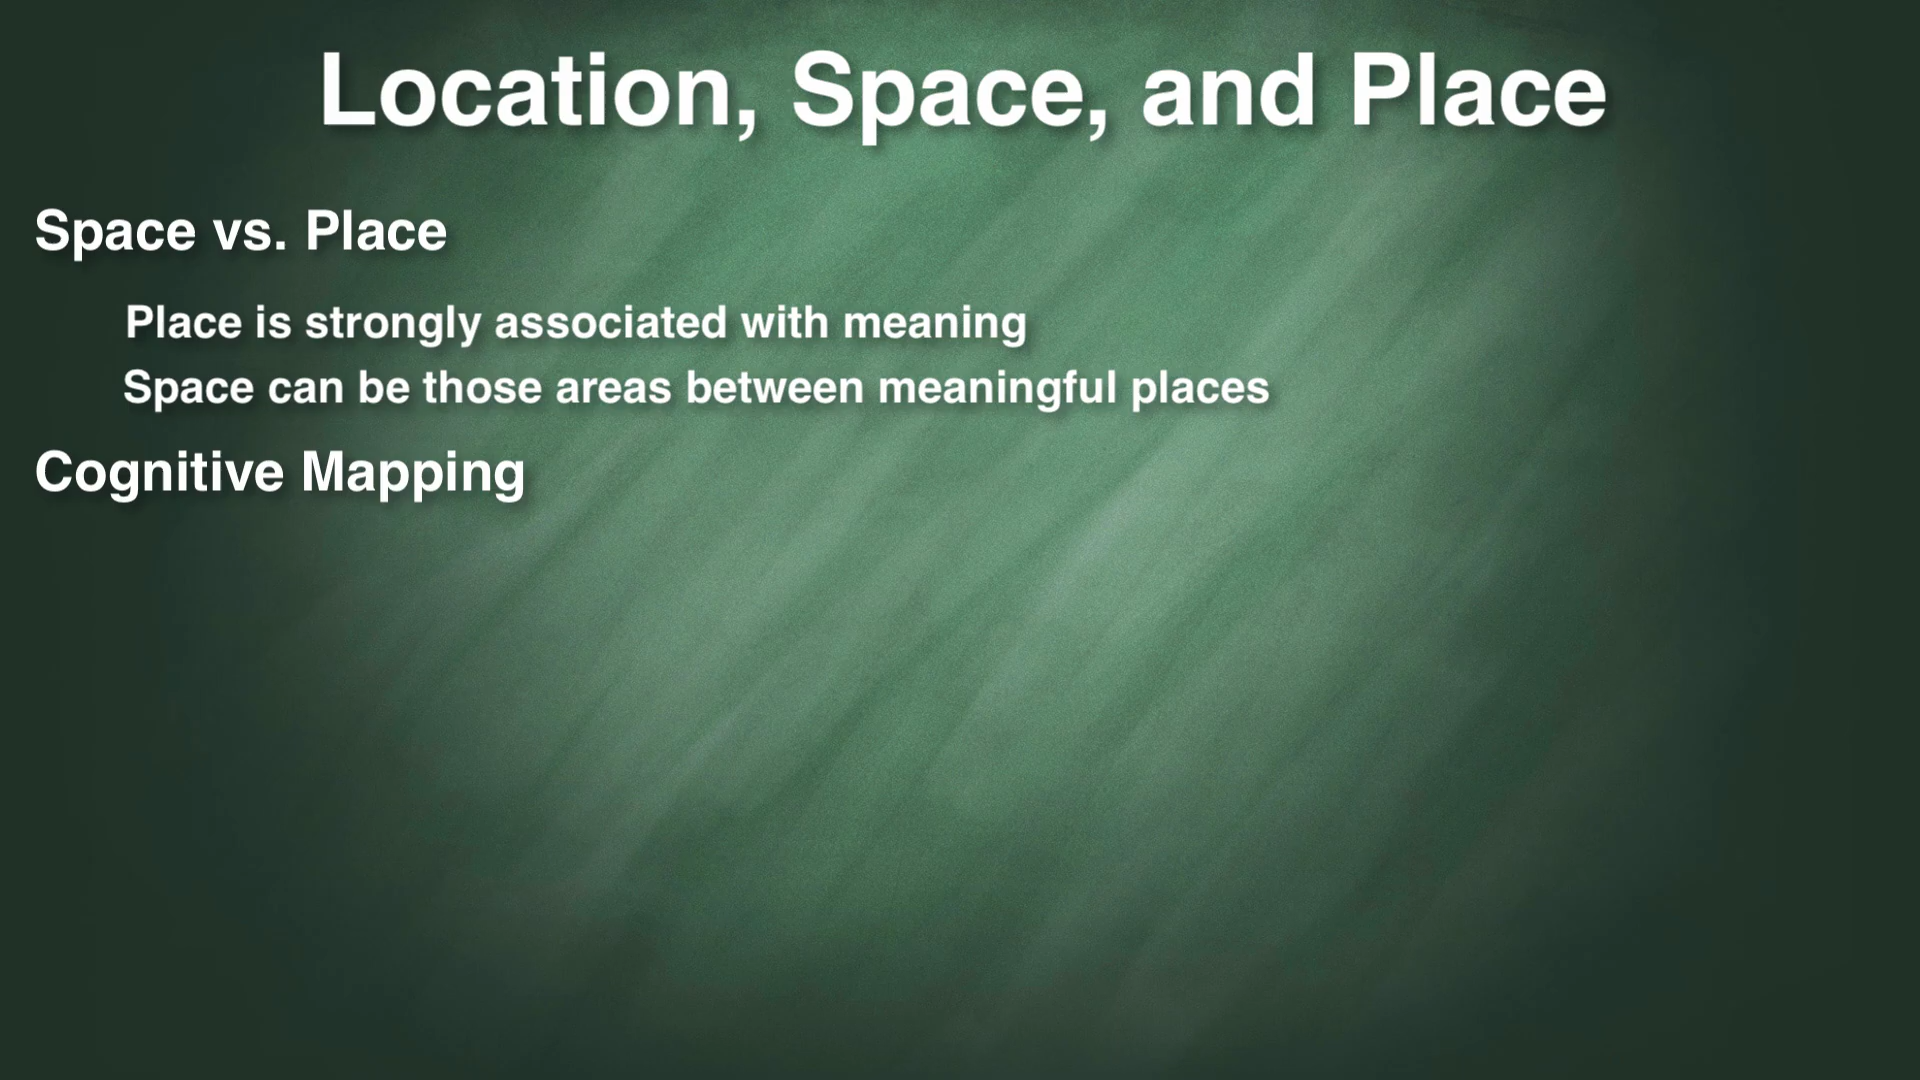 Location, Space, and Place
Space vs. Place
Place is strongly associated with meaning
Space can be those areas between meaningful places
Cognitive Mapping